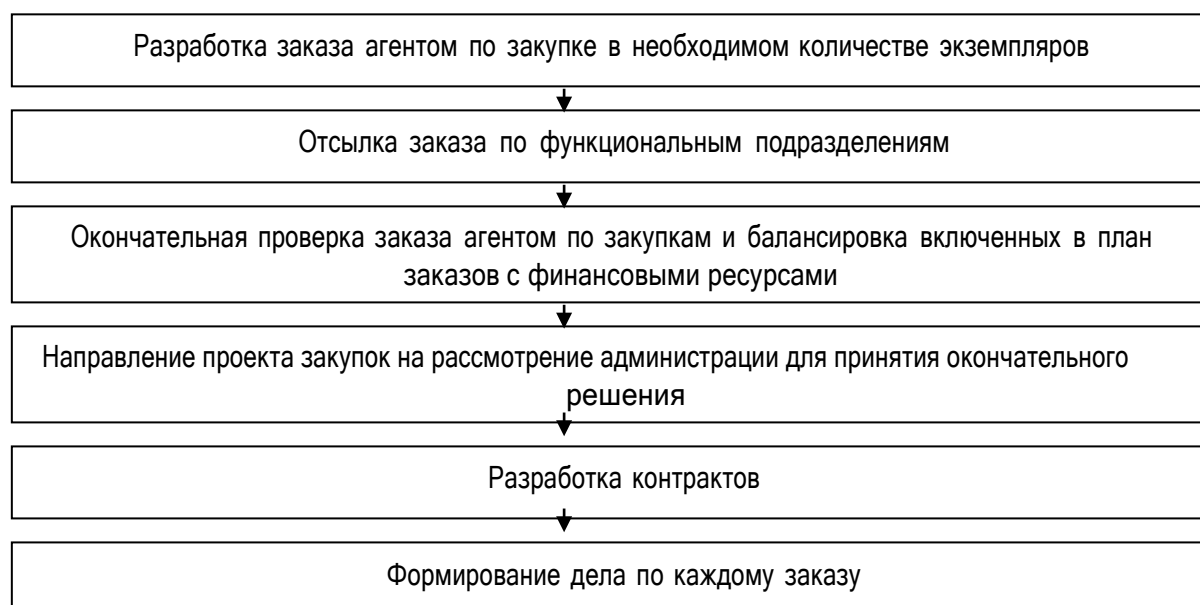 Разработка заказа агентом по закупке в необходимом количестве экземпляров
Отсылка заказа по функциональным подразделениям
Окончательная проверка заказа агентом по закупкам и балансировка включенных в план
заказов с финансовыми ресурсами
Направление проекта закупок на рассмотрение администрации для принятия окончательного
решения
Разработка контрактов
Формирование дела по каждому заказу